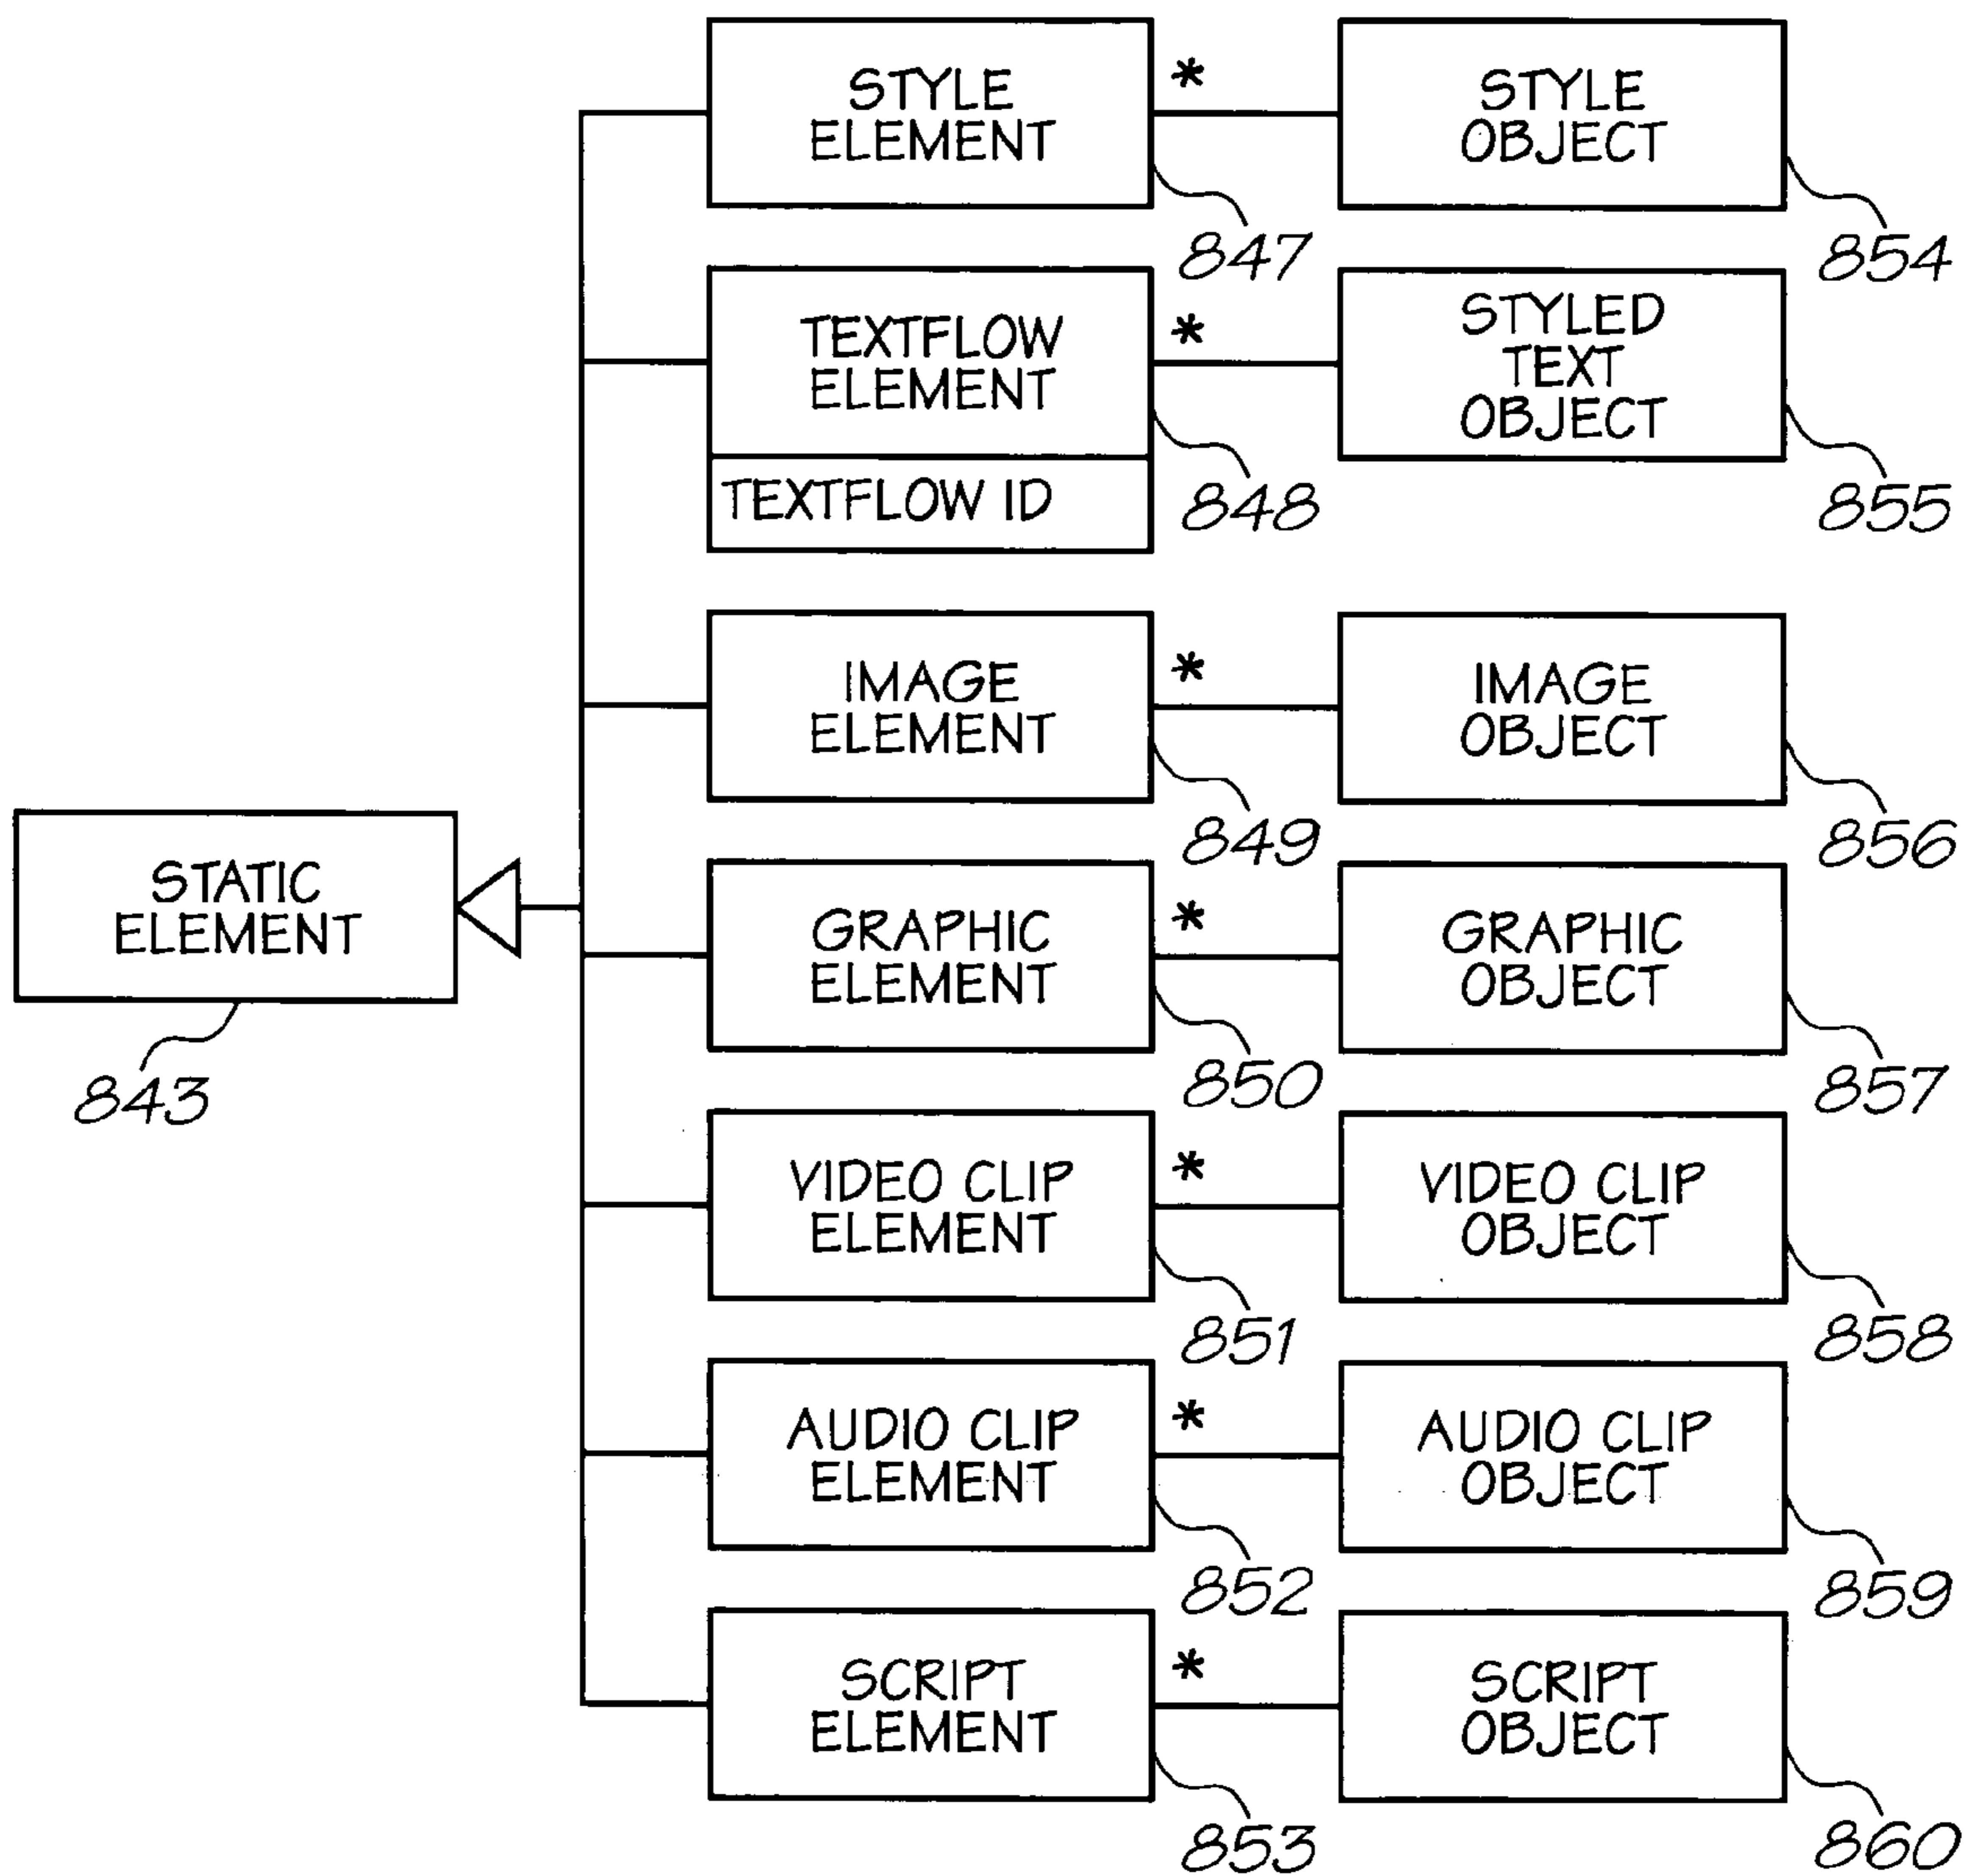 STYLE
ELEMENT
*
STYLE
OBJECT
847
854
TEXTFLOW
ELEMENT
TEXTFLOW ID
*
STYLED
TEXT
OBJECT
848
855
IMAGE
ELEMENT
*
IMAGE
OBJECT
849
856
STATIC
ELEMENT
843
GRAPHIC
ELEMENT
*
GRAPHIC
OBJECT
850
857
VIDEO CLIP
ELEMENT
*
VIDEO CLIP
OBJECT
851
858
AUDIO CLIP
ELEMENT
*
AUDIO CLIP
OBJECT
852
859
SCRIPT
ELEMENT
*
SCRIPT
OBJECT
853
860